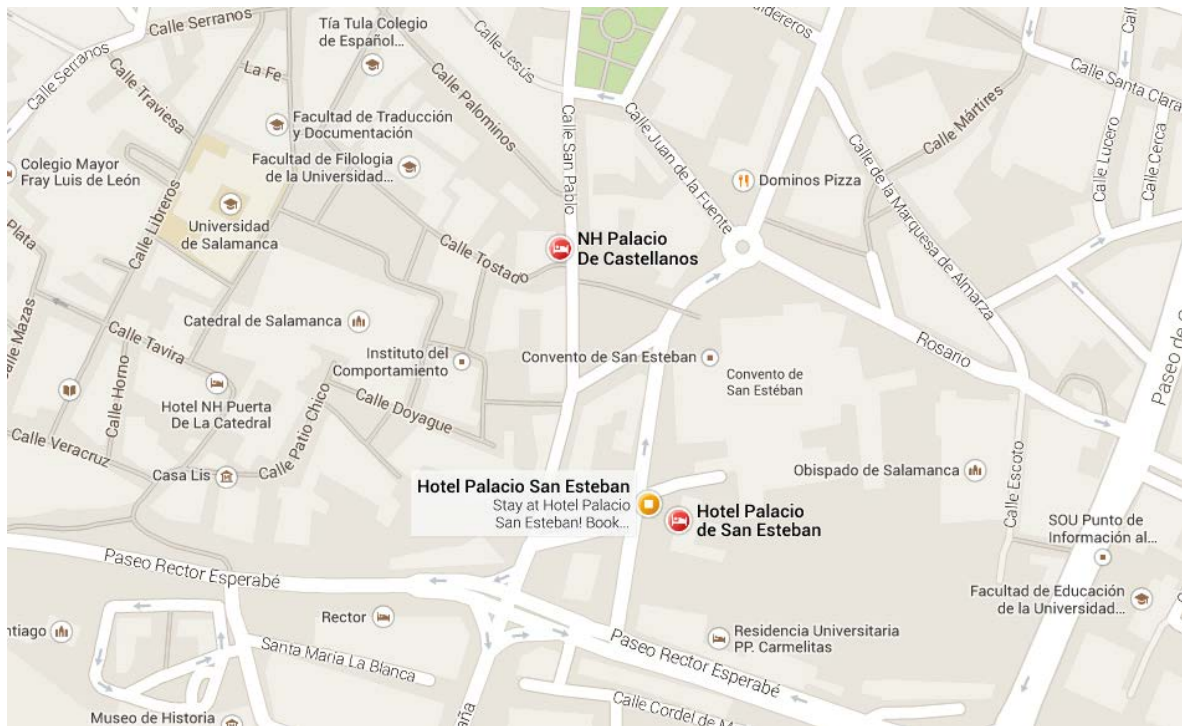 Calle Serranos
Calle Serranos
Tía Tula Colegio
de Español...
Calle Jesús
Calle
Calle Santa Clara
Calle Traviesa
La Fe
Calle Palominos
Facultad de Traducción
y Documentación
Facultad de Filologia
de la Universidad...
Calle San Pablo
Calle Juan de la Fuente
Calle Mártires
Calle Lucero
Calle Cerca
Colegio Mayor
Fray Luis de León
Dominos Pizza
Calle de la Marquesa de Almarza
Calle Libreros
Universidad
de Salamanca
Plata
Calle Tostado
NH Palacio
De Castellanos
Catedral de Salamanca
Calle Tavira
Instituto del
Comportamiento
Convento de San Esteban
Convento de
San Estéban
Rosario
Paseo de
Mazas
Calle Horno
Hotel NH Puerta
De La Catedral
Calle Patio Chico
Calle Doyague
Calle Veracruz
Casa Lis
Obispado de Salamanca
Calle Escoto
Hotel Palacio San Esteban
Stay at Hotel Palacio
San Esteban! Book...
Hotel Palacio
de San Esteban
SOU Punto de
Información al...
Paseo Rector Esperabé
Facultad de Educación
de la Universidad...
Rector
ntiago
Santa Maria La Blanca
Residencia Universitaria
PP. Carmelitas
Paseo Rector Esperabé
Calle Cordel de M
Museo de Historia